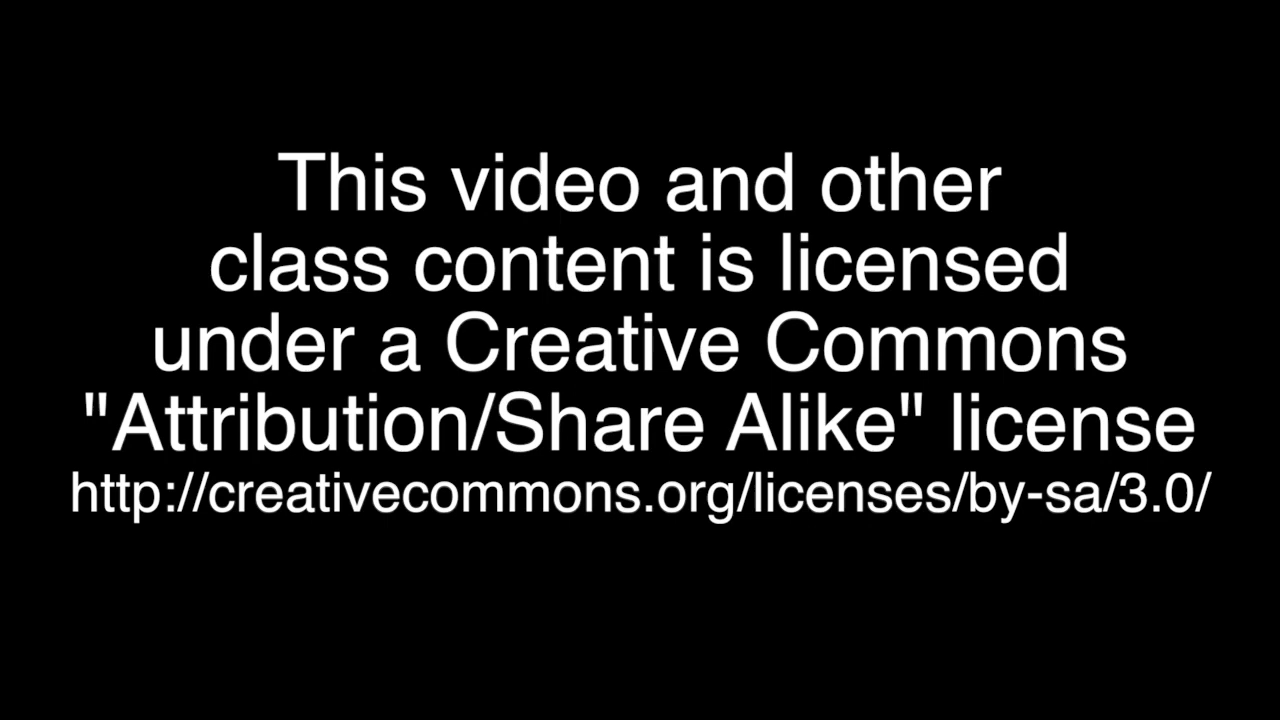 This video and other
class content is licensed
under a Creative Commons
"Attribution/Share Alike" license
http://creativecommons.org/licenses/by-sa/3.0/